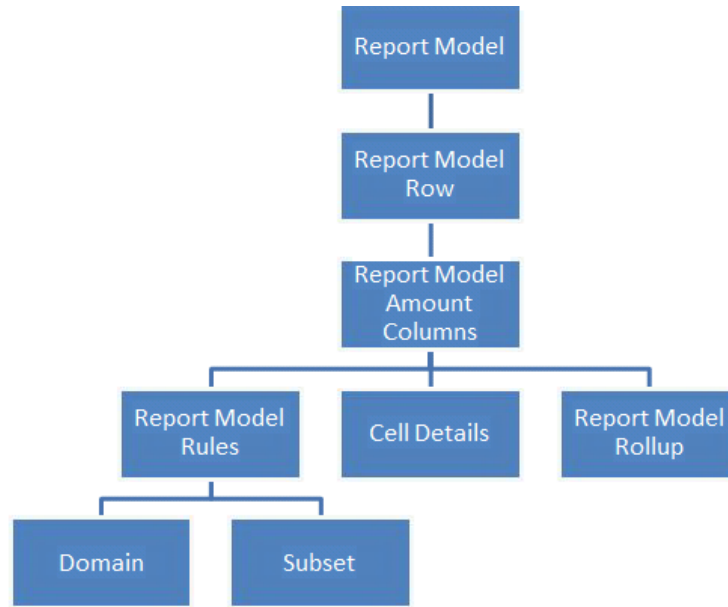 Report Model
Report Model
Row
Report Model
Amount
Columns
Report Model
Rules
Cell Details
Report Model
Rollup
Domain
Subset